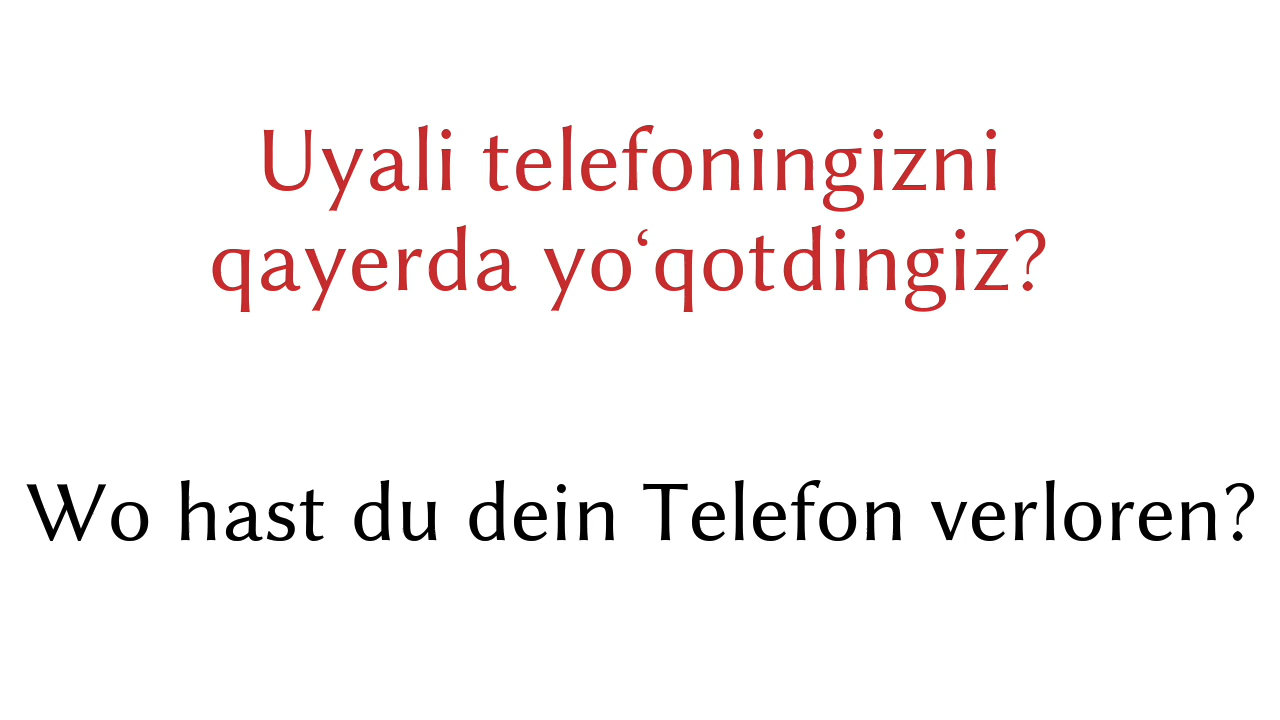 Uyali telefoningizni
qayerda yo‘qotdingiz?
Wo hast du dein Telefon verloren?